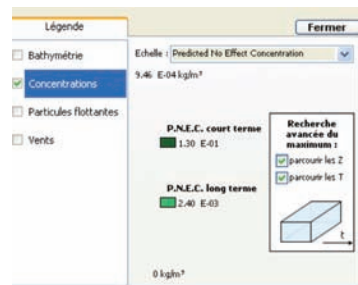 Légende
Fermer
Bathymétrie
Concentrations
Particules flottantes
Vents
Echelle : Predicted No Effect Concentration
9.46 E-04 kg/m³
P.N.E.C. court terme
1.30 E-01
P.N.E.C. long terme
2.40 E-03
0 kg/m³
Recherche
avancée du
maximum :
parcourir les Z
parcourir les T
t